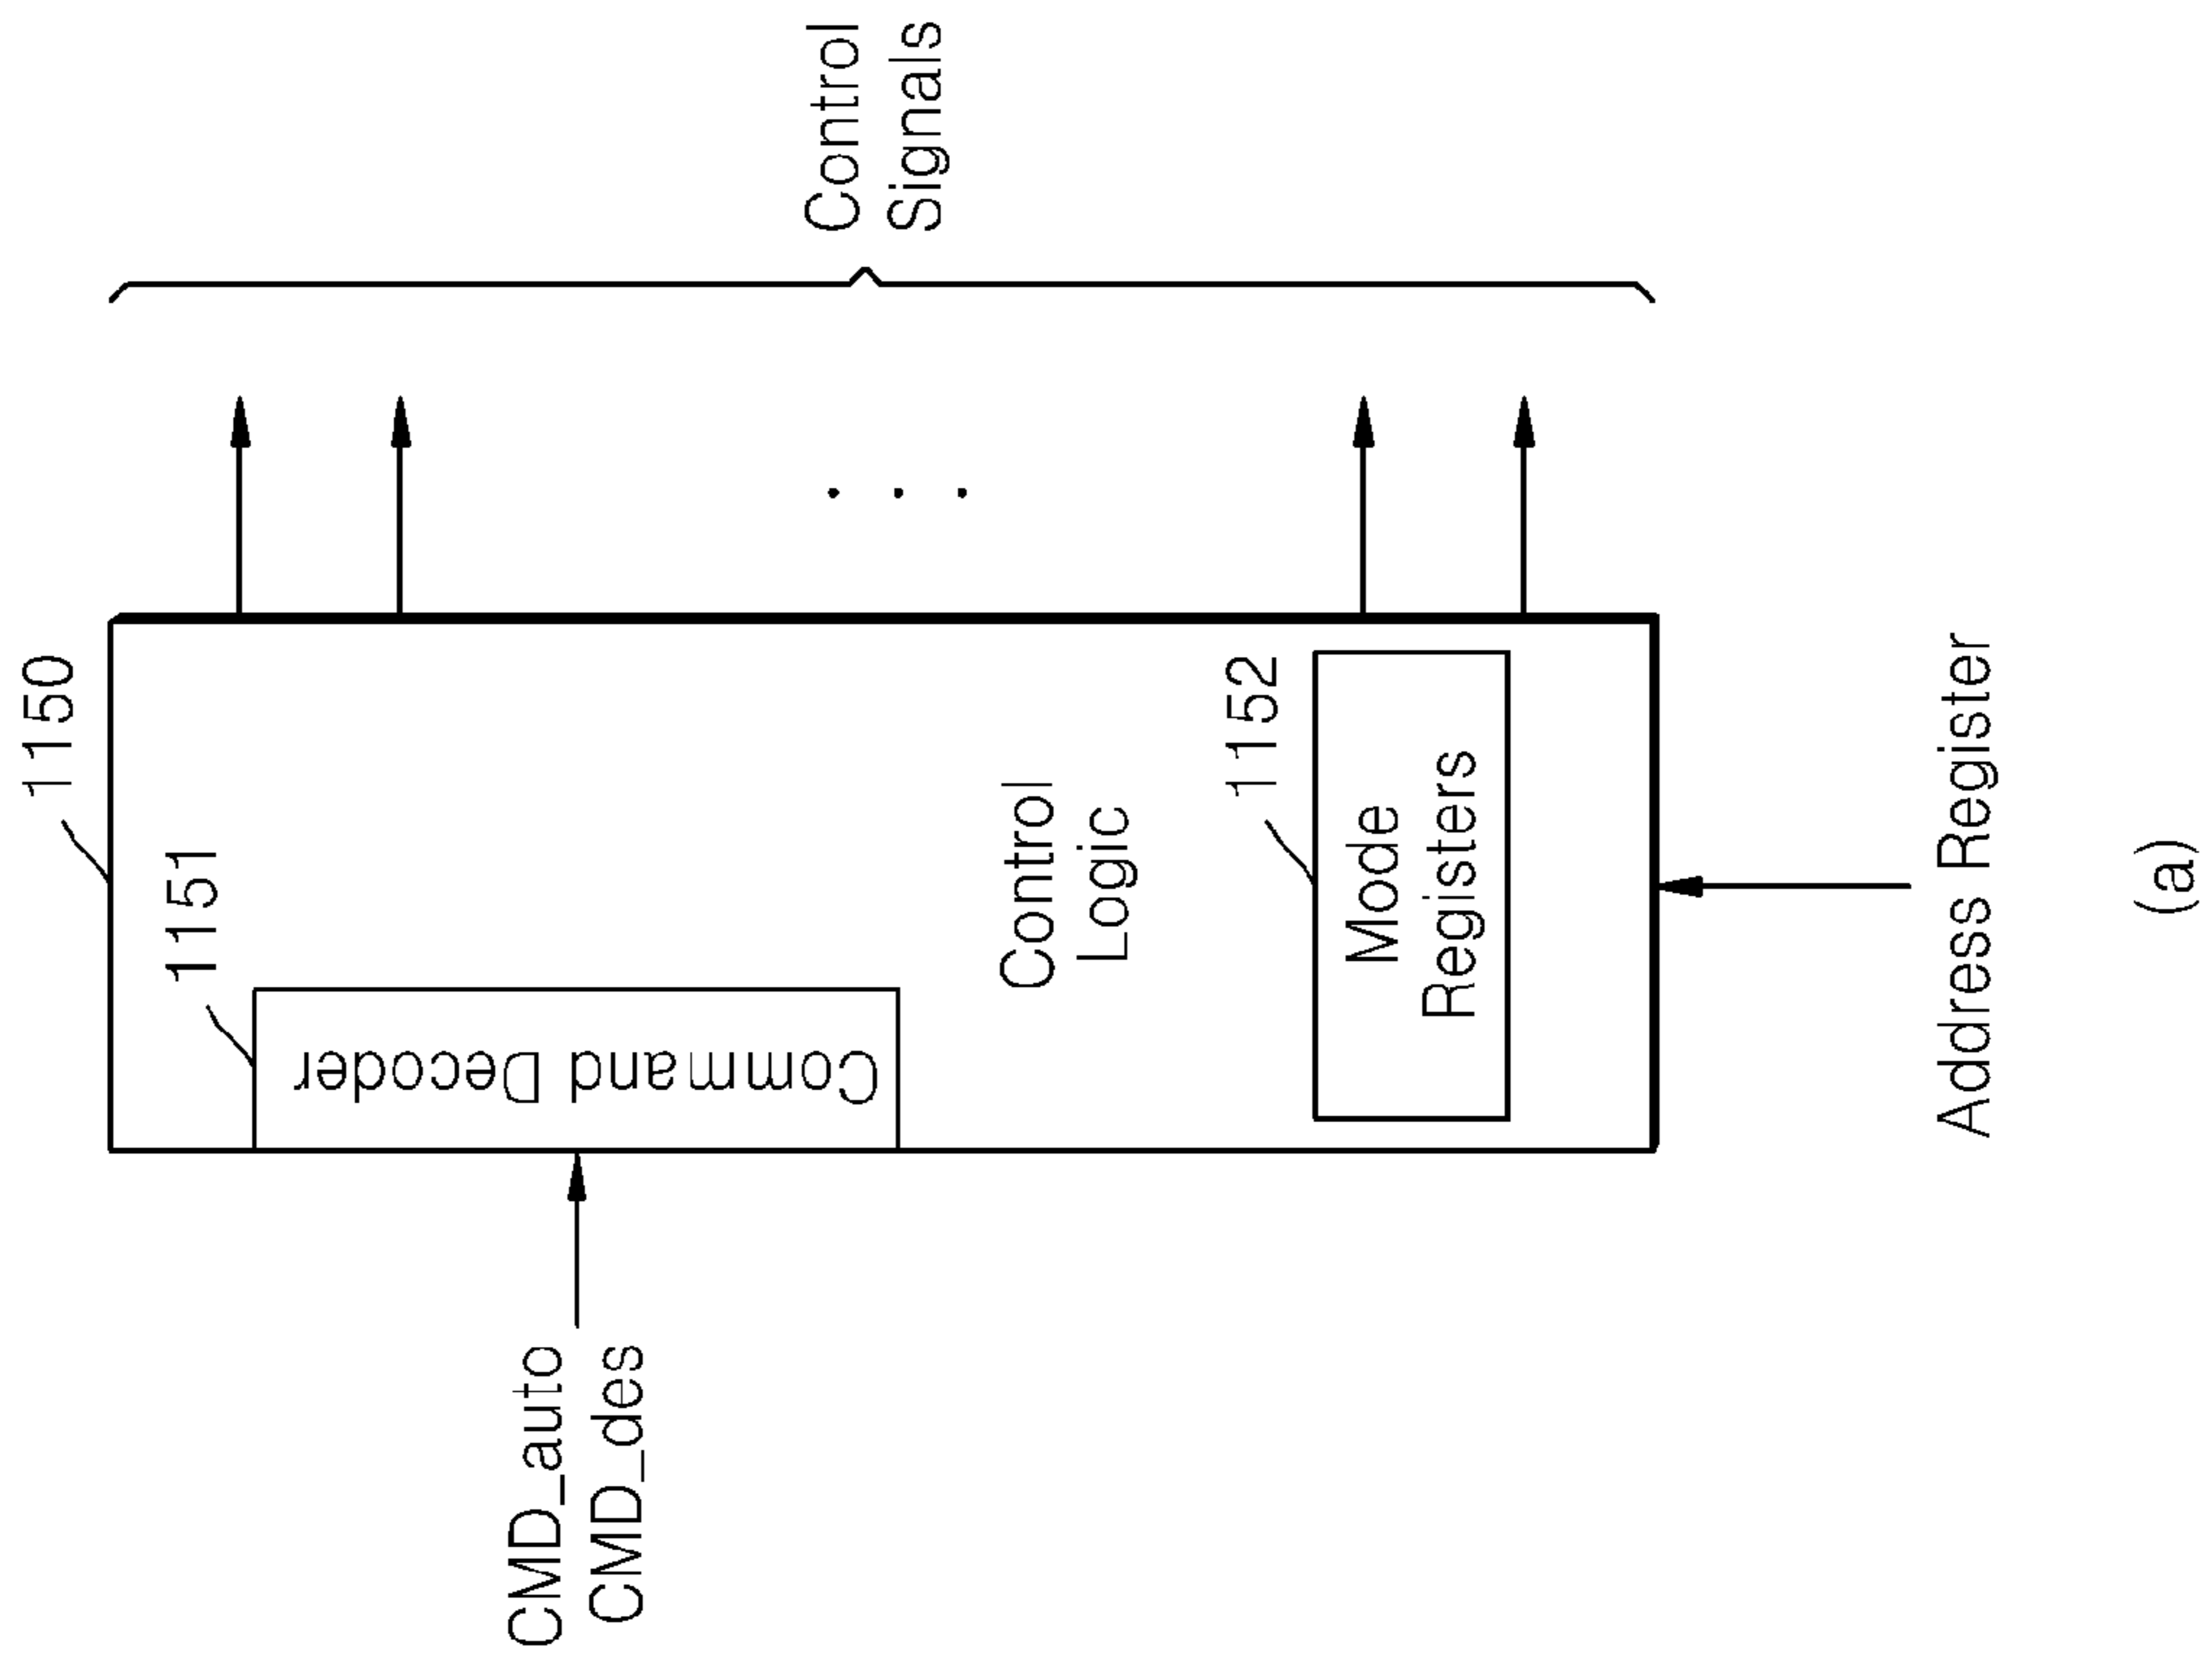 1150
1151
Command Decoder
CMD_auto
CMD_des
Control
Logic
1152
Mode
Registers
Control
Signals
Address Register
(a)